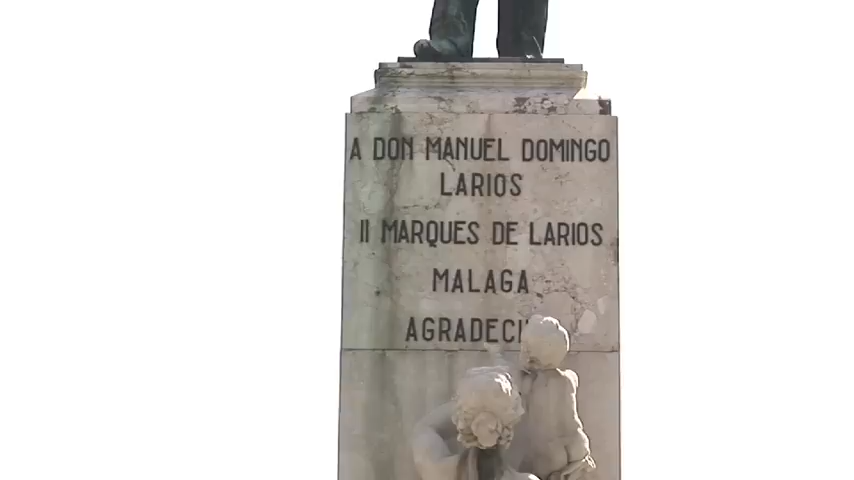 A DON MANUEL DOMINGO
LARIOS
II MARQUES DE LARIOS
MALAGA